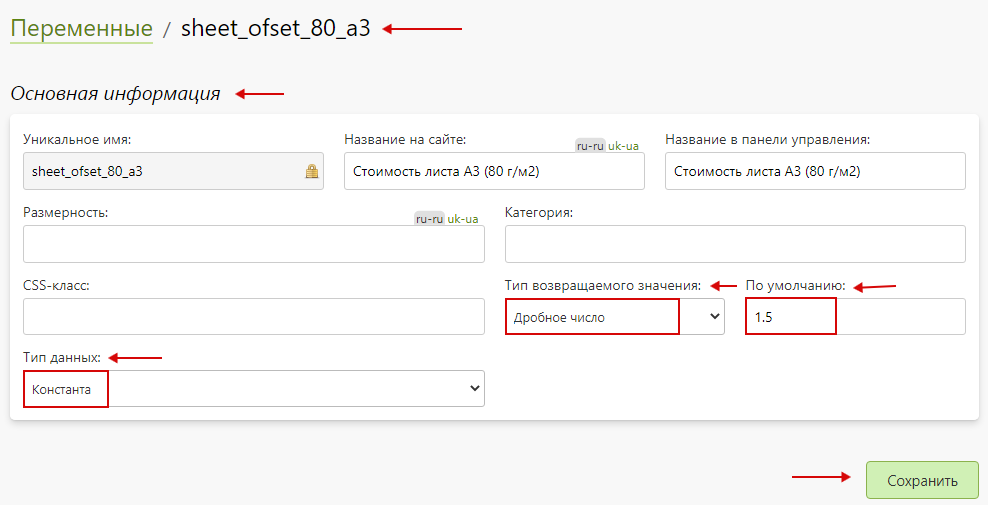 Переменные / sheet_ofset_80_a3
Основная информация
Уникальное имя: Название на сайте: ru-ru uk-ua Название в панели управления:
sheet_ofset_80_a3 Стоимость листа А3 (80 г/м2) Стоимость листа А3 (80 г/м2)
Размерность: ru-ru uk-ua Категория:
CSS-класс: Тип возвращаемого значения: По умолчанию:
Дробное число 1.5
Тип данных:
Константа
Сохранить